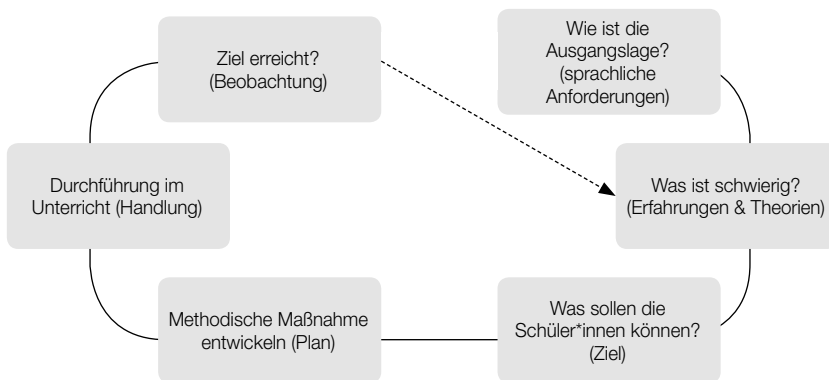 Ziel erreicht?
(Beobachtung)
Wie ist die
Ausgangslage?
(sprachliche
Anforderungen)
Durchführung im
Unterricht (Handlung)
Was ist schwierig?
(Erfahrungen & Theorien)
Methodische Maßnahme
entwickeln (Plan)
Was sollen die
Schüler*innen können?
(Ziel)